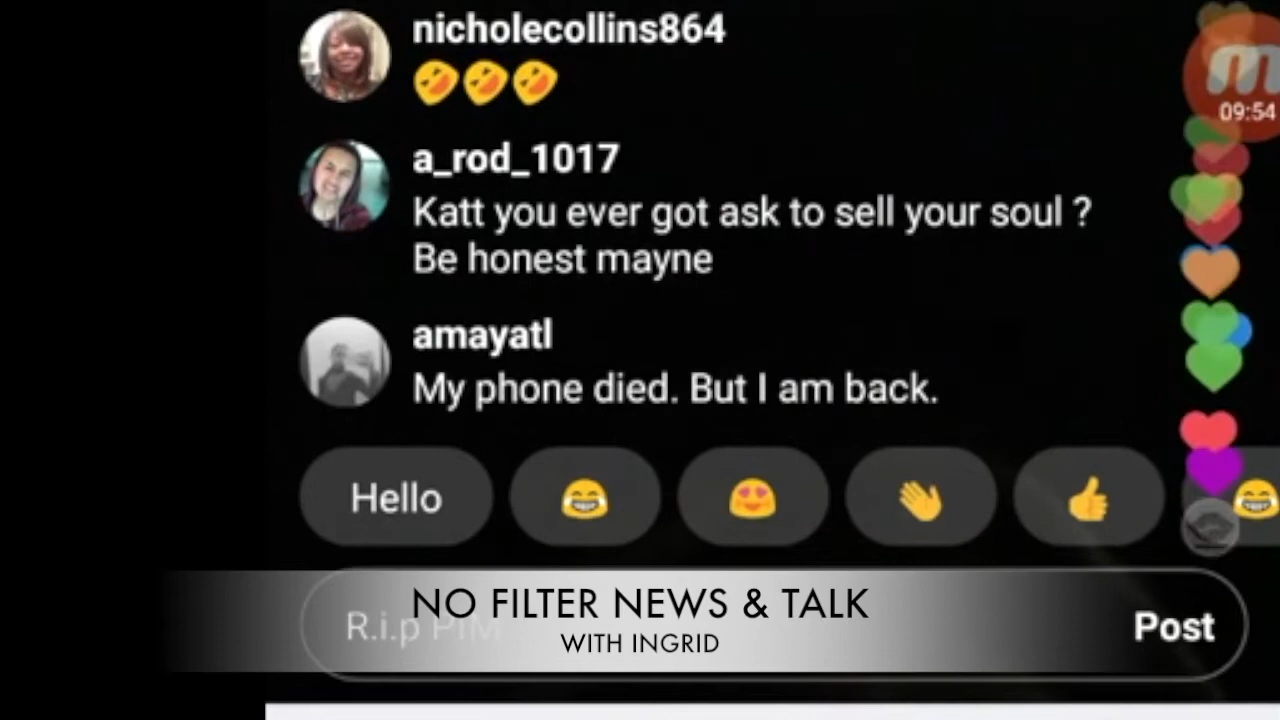 nicholecollins864
🤣🤣🤣
m
09:54
a_rod_1017
Katt you ever got ask to sell your soul ?
Be honest mayne
amayatl
My phone died. But I am back.
Hello 😂 😍 👋 👍 😂
NO FILTER NEWS & TALK
R.i.p Post
WITH INGRID